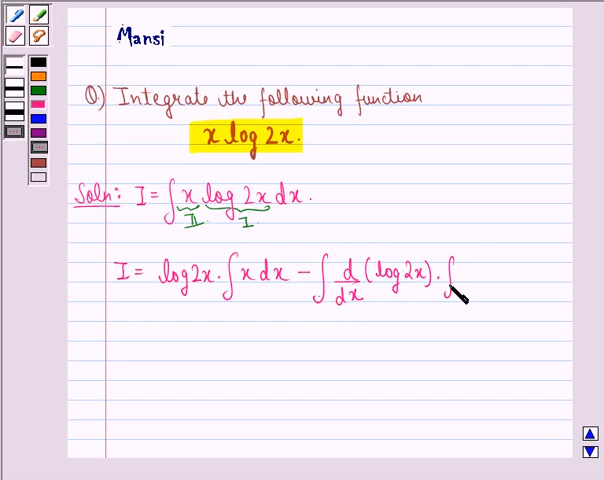 Mansi
Q) Integrate the following function
x log 2x.
Soln: I = ∫ x log 2x dx.
II I
I = log 2x · ∫ x dx − ∫ d/dx (log 2x) · ∫